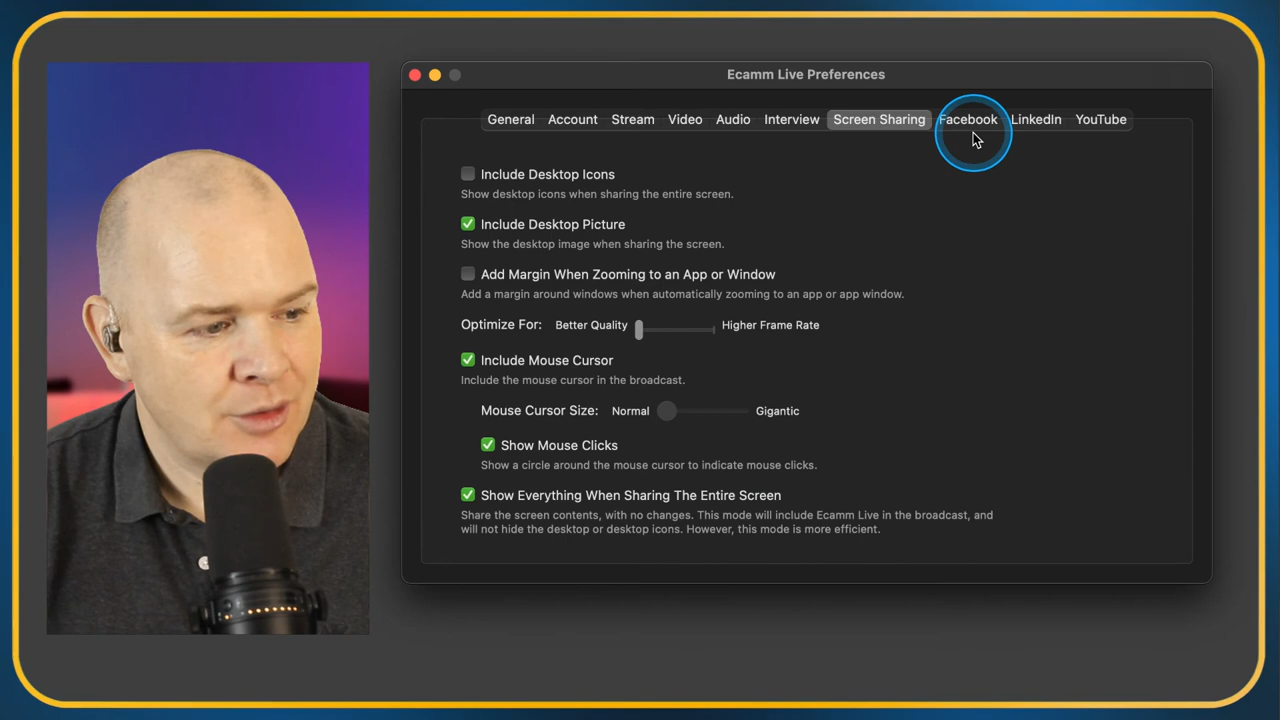 Ecamm Live Preferences
General Account Stream Video Audio Interview Screen Sharing Facebook LinkedIn YouTube
Include Desktop Icons
Show desktop icons when sharing the entire screen.
Include Desktop Picture
Show the desktop image when sharing the screen.
Add Margin When Zooming to an App or Window
Add a margin around windows when automatically zooming to an app or app window.
Optimize For: Better Quality Higher Frame Rate
Include Mouse Cursor
Include the mouse cursor in the broadcast.
Mouse Cursor Size: Normal Gigantic
Show Mouse Clicks
Show a circle around the mouse cursor to indicate mouse clicks.
Show Everything When Sharing The Entire Screen
Share the screen contents, with no changes. This mode will include Ecamm Live in the broadcast, and
will not hide the desktop or desktop icons. However, this mode is more efficient.